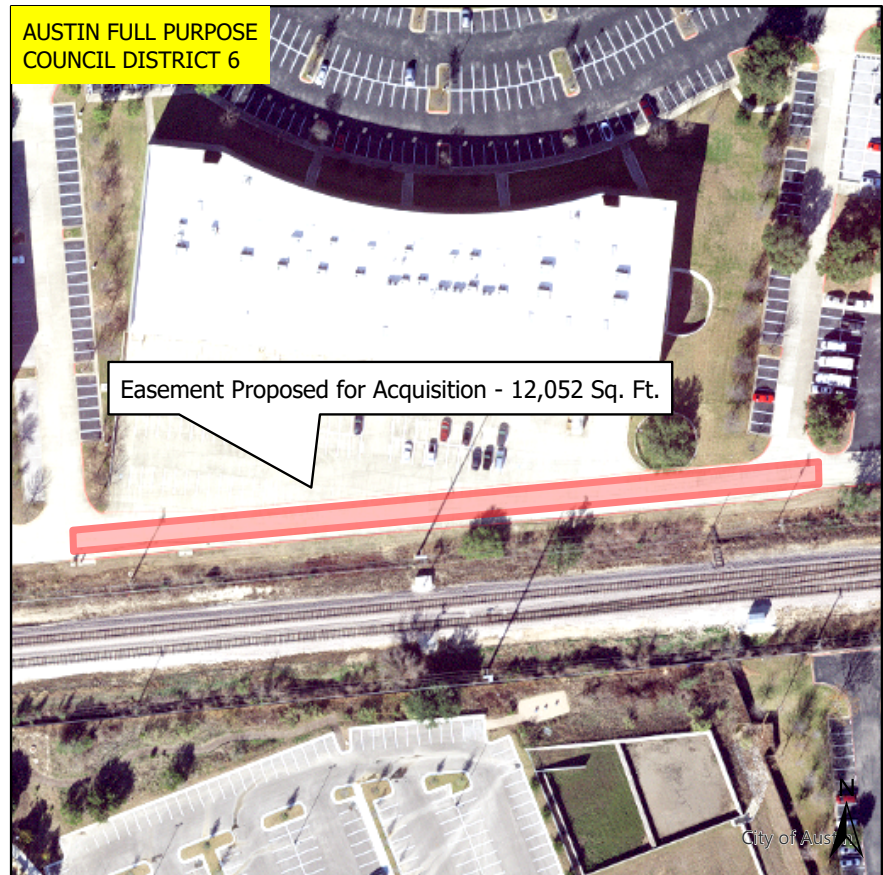 AUSTIN FULL PURPOSE
COUNCIL DISTRICT 6
Easement Proposed for Acquisition - 12,052 Sq. Ft.
N
City of Austin